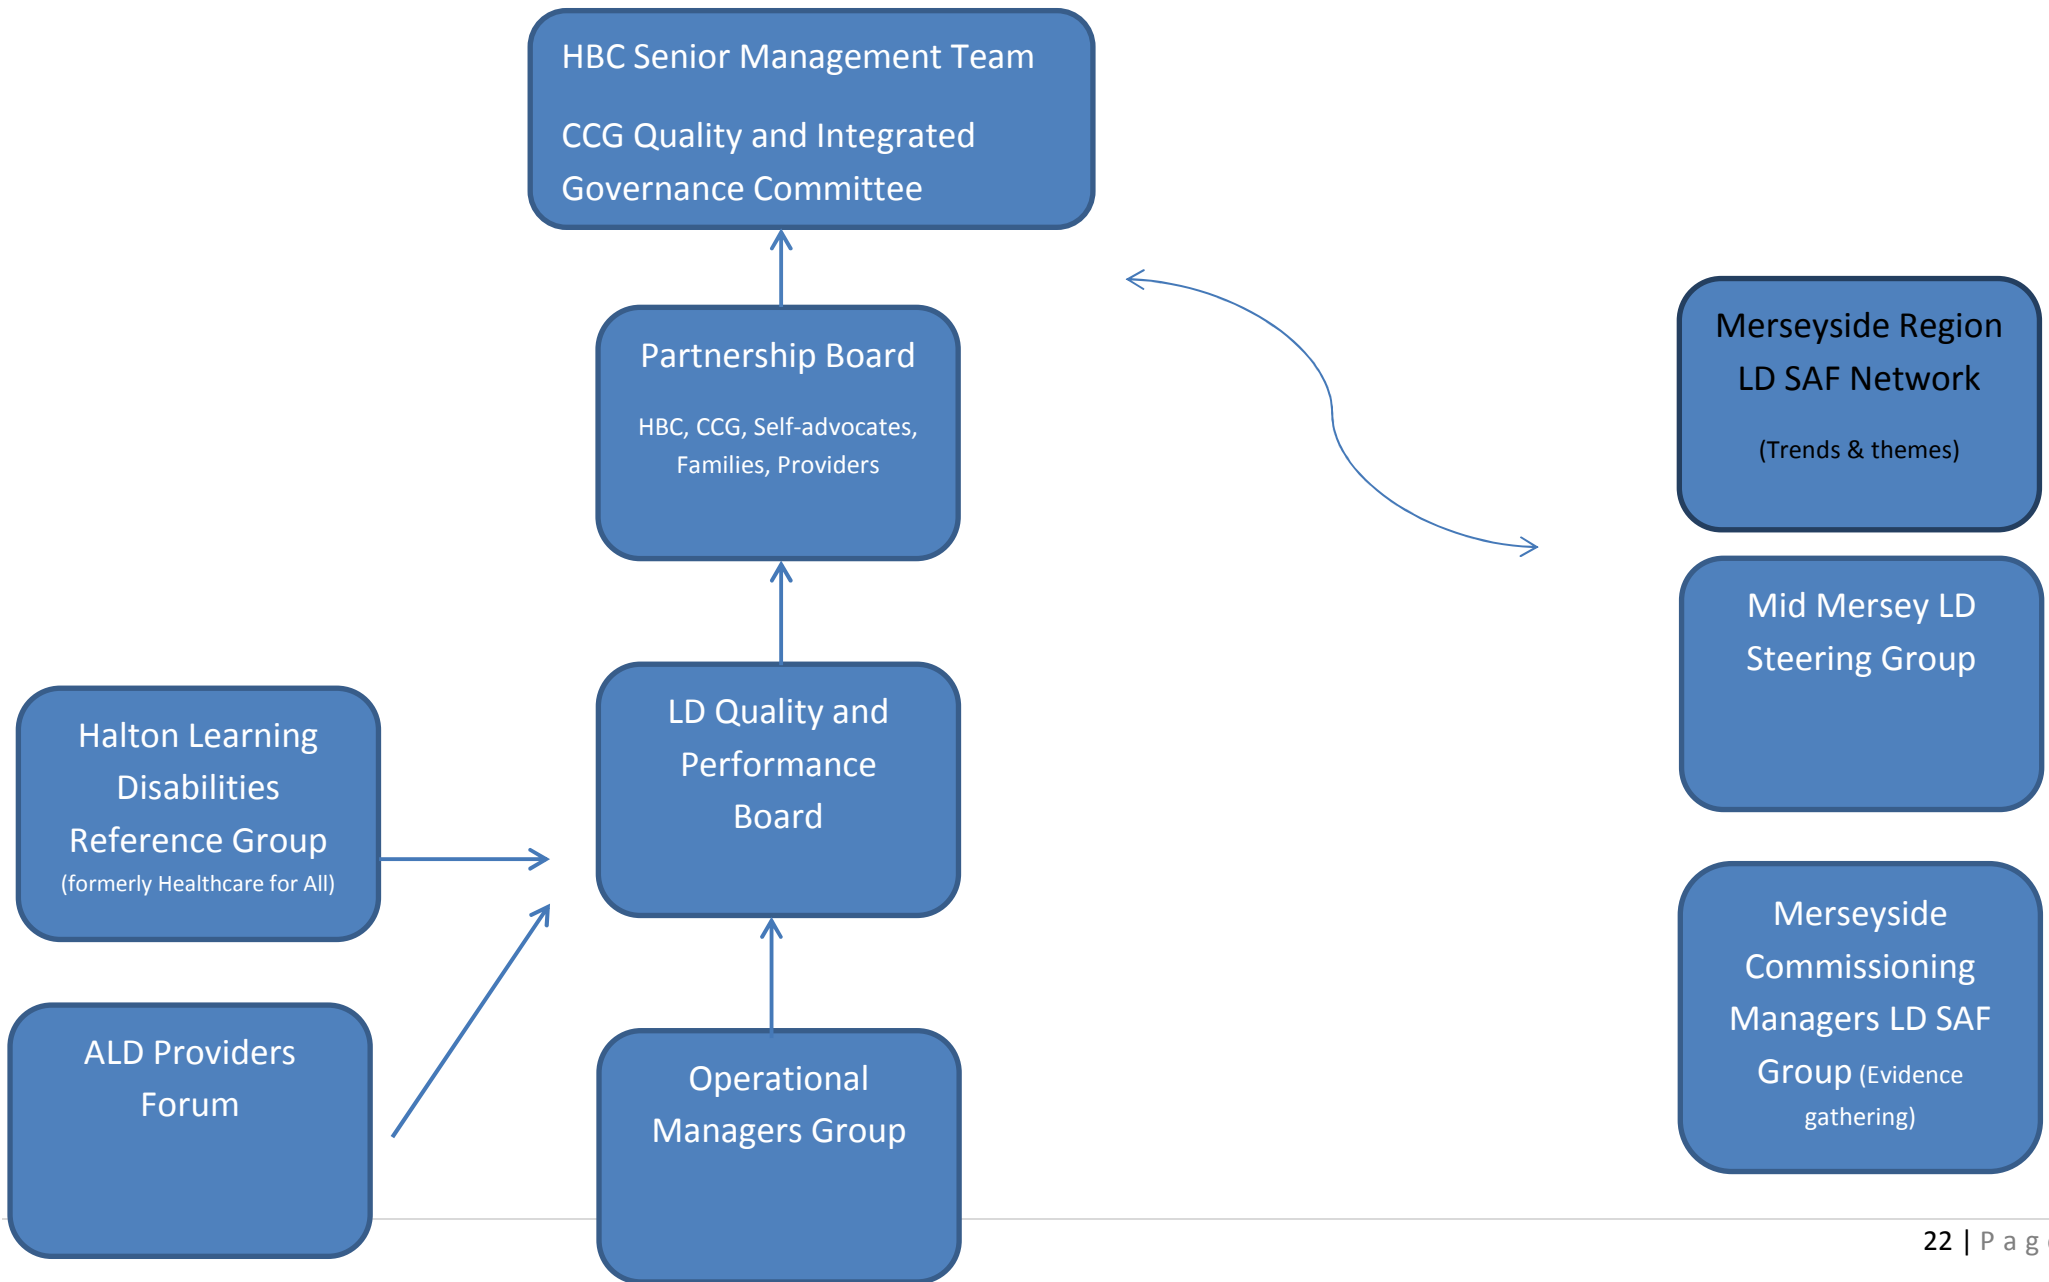 HBC Senior Management Team
CCG Quality and Integrated
Governance Committee
Partnership Board
HBC, CCG, Self-advocates,
Families, Providers
LD Quality and
Performance
Board
Operational
Managers Group
Halton Learning
Disabilities
Reference Group
(formerly Healthcare for All)
ALD Providers
Forum
Merseyside Region
LD SAF Network
(Trends & themes)
Mid Mersey LD
Steering Group
Merseyside
Commissioning
Managers LD SAF
Group (Evidence
gathering)
22 | P a g e